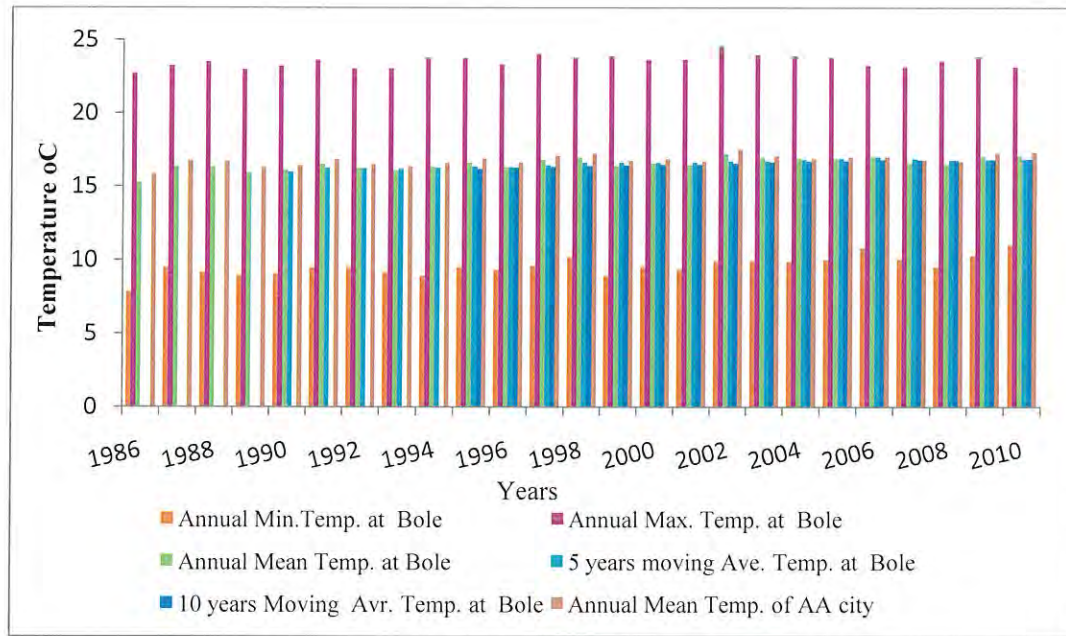 25
20
15
10
5
0
Temperature oC
1986 1988 1990 1992 1994 1996 1998 2000 2002 2004 2006 2008 2010
Years
Annual Min.Temp. at Bole
Annual Max. Temp. at Bole
Annual Mean Temp. at Bole
5 years moving Ave. Temp. at Bole
10 years Moving Avr. Temp. at Bole
Annual Mean Temp. of AA city